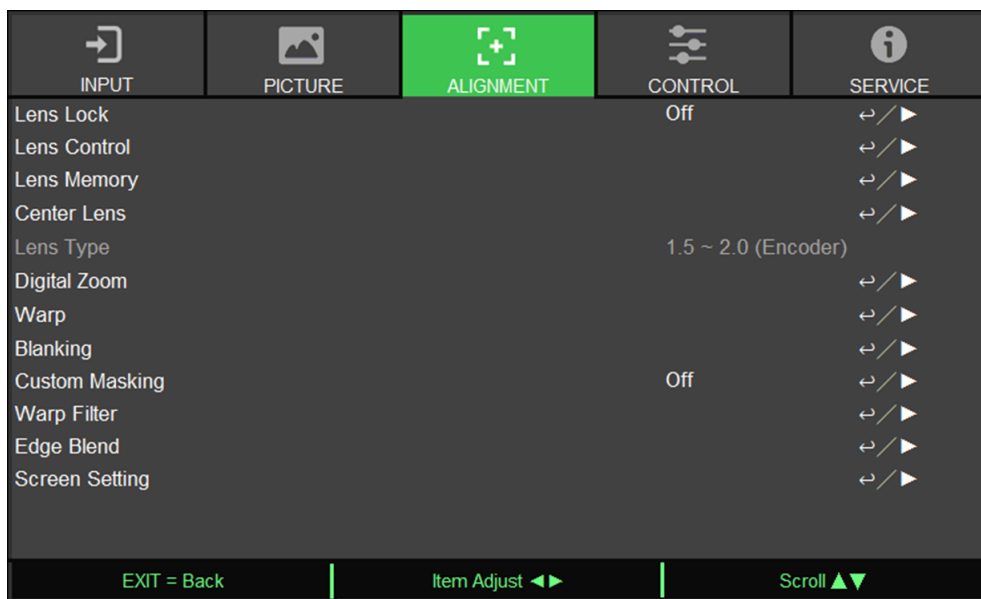 INPUT PICTURE ALIGNMENT CONTROL SERVICE
Lens Lock Off
Lens Control
Lens Memory
Center Lens
Lens Type 1.5 ~ 2.0 (Encoder)
Digital Zoom
Warp
Blanking
Custom Masking Off
Warp Filter
Edge Blend
Screen Setting
EXIT = Back Item Adjust ◄► Scroll ▲▼